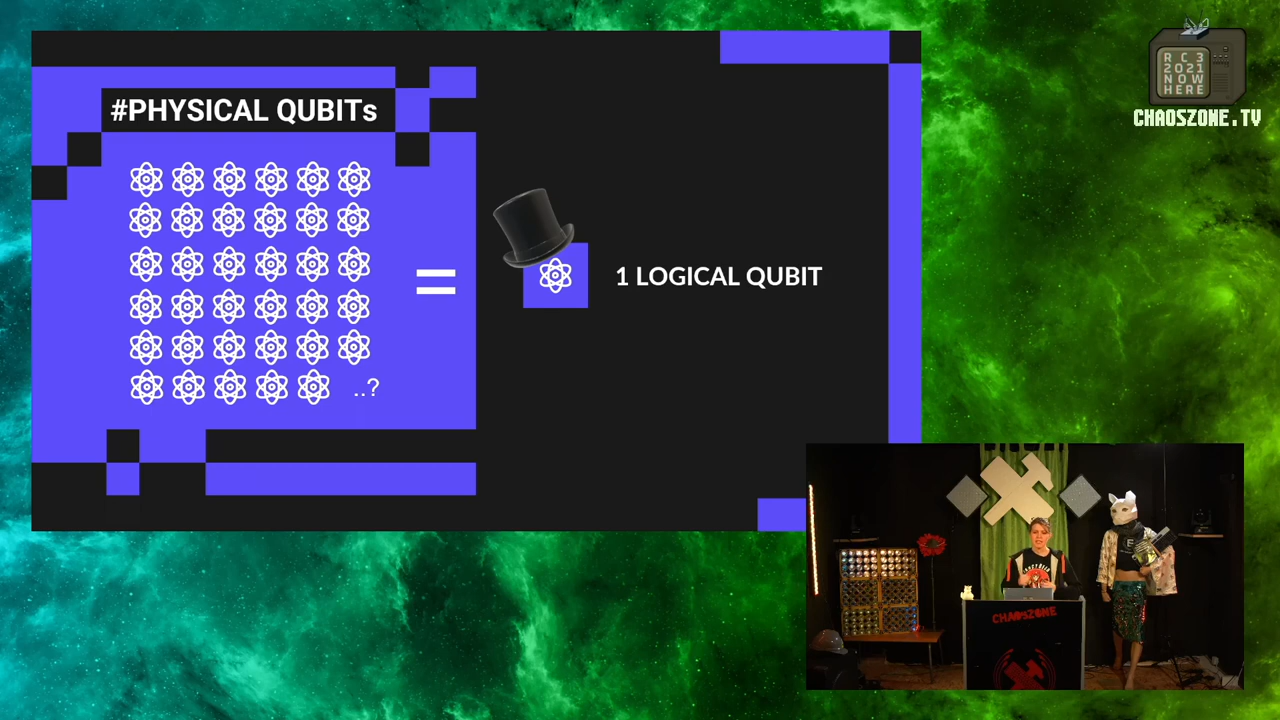 #PHYSICAL QUBITs
..?
=
1 LOGICAL QUBIT
RC3
2021
NOW
HERE
CHAOSZONE.TV
CHAOSZONE